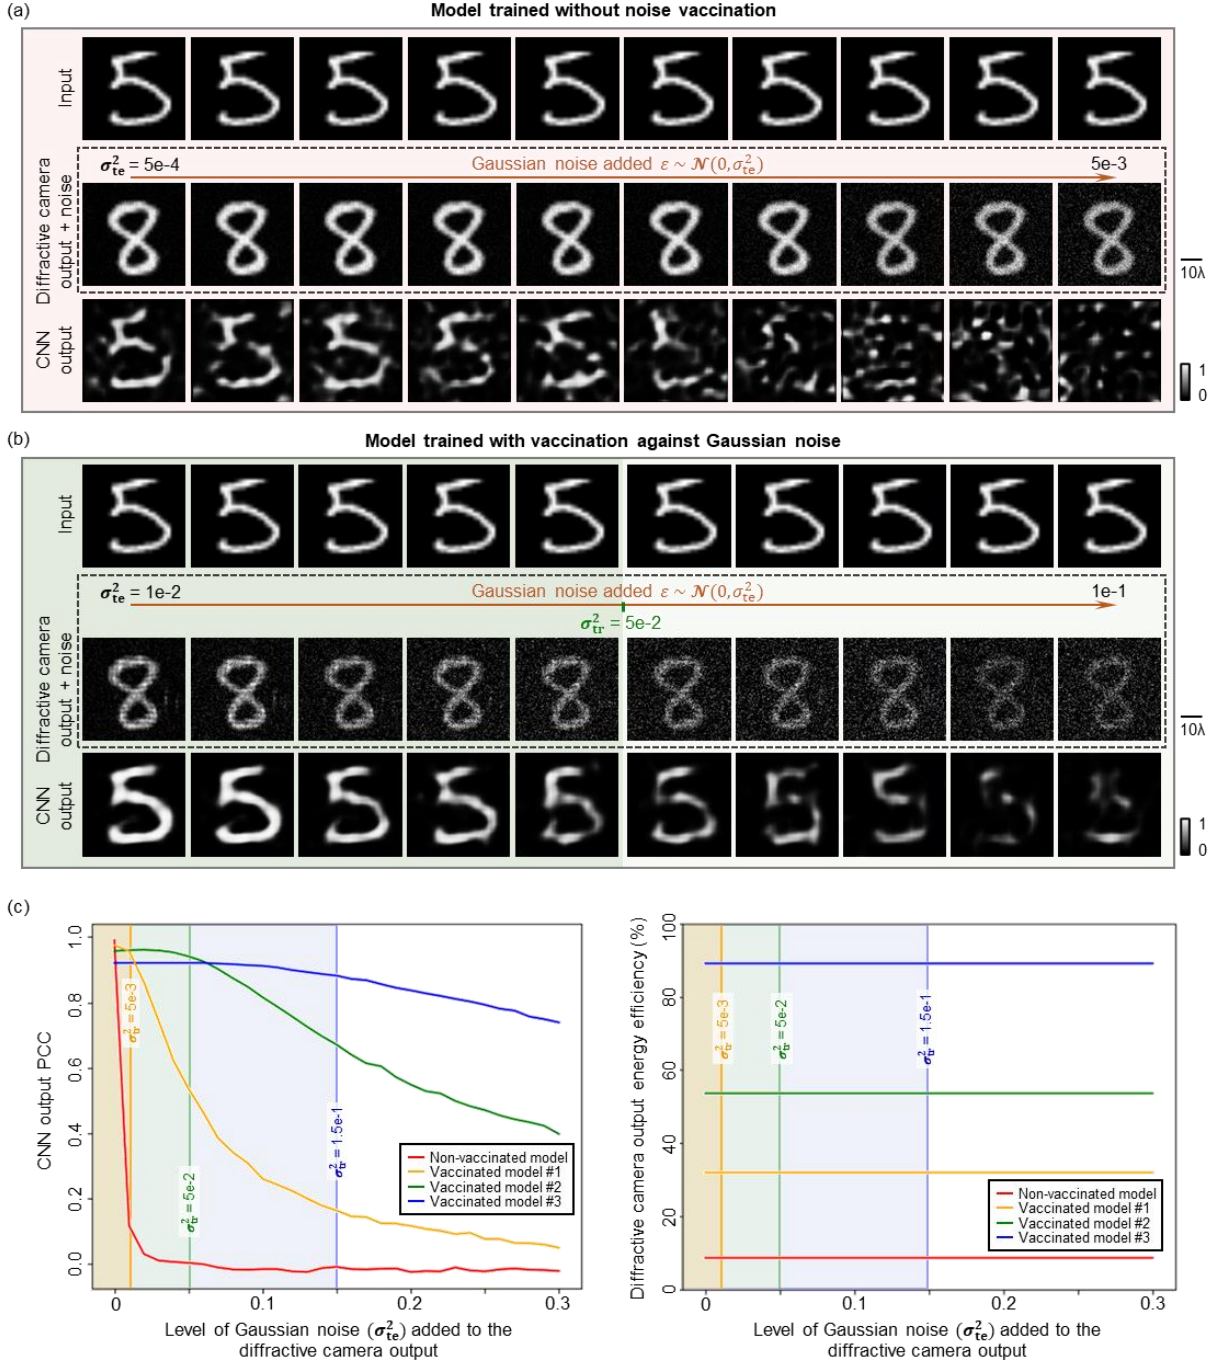 (a)
Model trained without noise vaccination
Input
Diffractive camera
output + noise
σ²te = 5e-4
Gaussian noise added ε ~ 𝒩(0,σ²te)
5e-3
10λ
CNN
output
1
0
(b)
Model trained with vaccination against Gaussian noise
Input
Diffractive camera
output + noise
σ²te = 1e-2
Gaussian noise added ε ~ 𝒩(0,σ²te)
1e-1
σ²tr = 5e-2
10λ
CNN
output
1
0
(c)
CNN output PCC
1.0
0.8
0.6
0.4
0.2
0.0
σ²tr = 5e-3
σ²tr = 5e-2
σ²tr = 1.5e-1
Non-vaccinated model
Vaccinated model #1
Vaccinated model #2
Vaccinated model #3
0
0.1
0.2
0.3
Level of Gaussian noise (σ²te) added to the
diffractive camera output
Diffractive camera output energy efficiency (%)
100
80
60
40
20
0
σ²tr = 5e-3
σ²tr = 5e-2
σ²tr = 1.5e-1
Non-vaccinated model
Vaccinated model #1
Vaccinated model #2
Vaccinated model #3
0
0.1
0.2
0.3
Level of Gaussian noise (σ²te) added to the
diffractive camera output